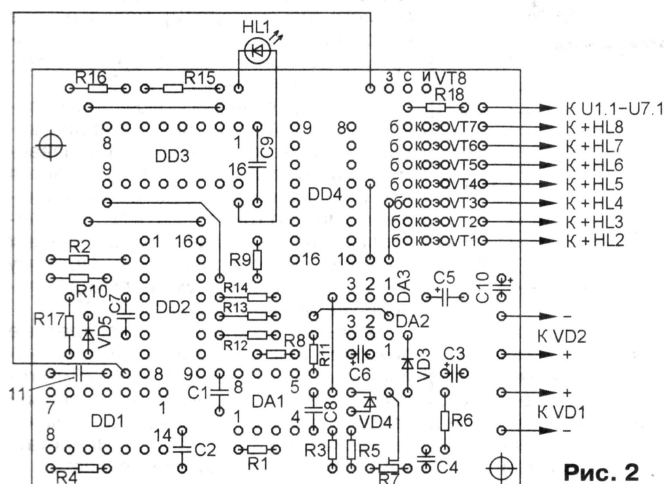 HL1
R16 R15 З С И VT8
R18 К U1.1–U7.1
8 1 C9 9 8 б К Э VT7 К +HL8
DD3 б К Э VT6 К +HL7
9 16 DD4 б К Э VT5 К +HL6
б К Э VT4 К +HL5
б К Э VT3 К +HL4
б К Э VT2 К +HL3
R2 1 16 R9 16 1 б К Э VT1 К +HL2
R10 R14 3 2 1 DA3 C5 C10
R17 VD5 C7 DD2 R13 3 2 DA2 –
R12 R8 R11 1 К VD2
C6 VD3 C3 +
11 8 9 C1 8 5 +
7 1 DA1 C8 VD4 R6 К VD1
DD1 1 4 –
8 14 C2 R3 R5
R4 R1 R7 C4 Рис. 2